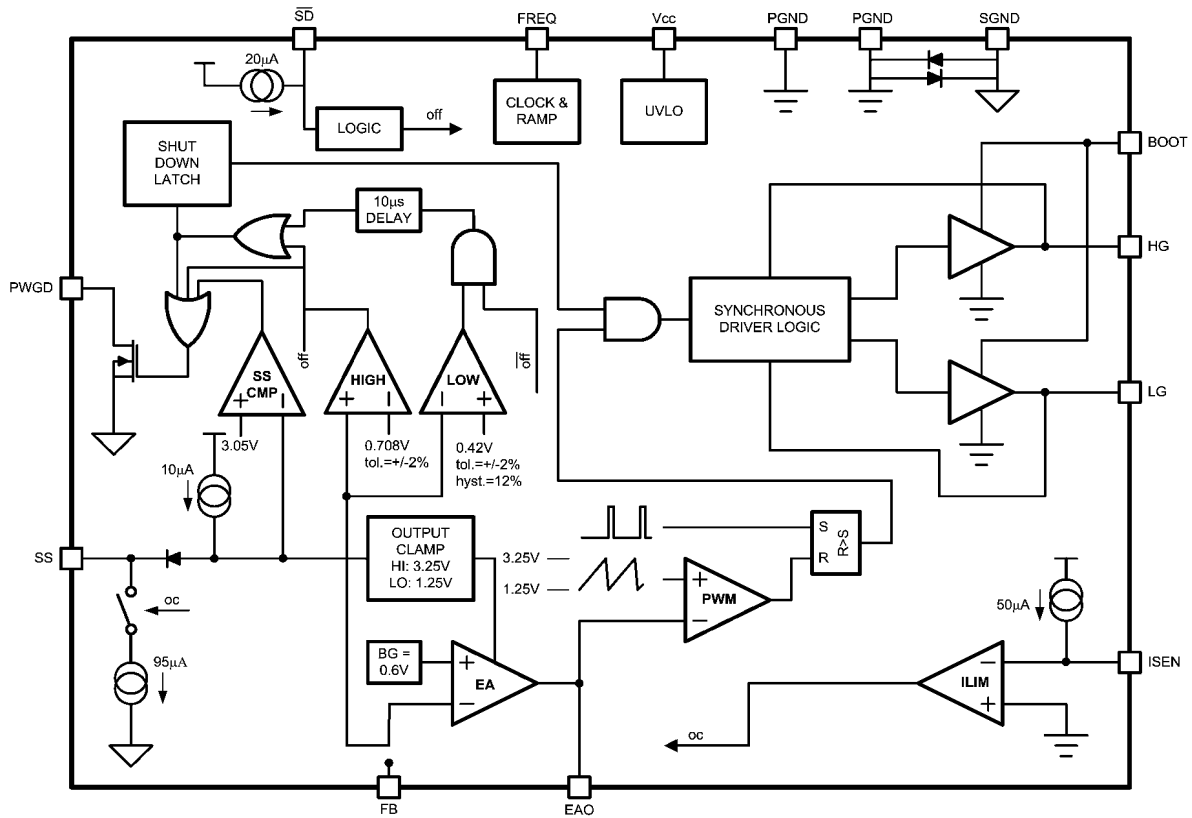 SD
FREQ
Vcc
PGND
PGND
SGND
20µA
CLOCK &
RAMP
UVLO
LOGIC
off
SHUT
DOWN
LATCH
BOOT
10µs
DELAY
HG
PWGD
SYNCHRONOUS
DRIVER LOGIC
off
off
SS
CMP
HIGH
LOW
LG
+
–
+
–
–
+
3.05V
0.708V
tol.=+/-2%
0.42V
tol.=+/-2%
hyst.=12%
10µA
OUTPUT
CLAMP
HI: 3.25V
LO: 1.25V
S
R
R>S
SS
3.25V
1.25V
+
PWM
–
50µA
oc
BG =
0.6V
+
EA
–
95µA
–
ILIM
+
ISEN
oc
FB
EAO